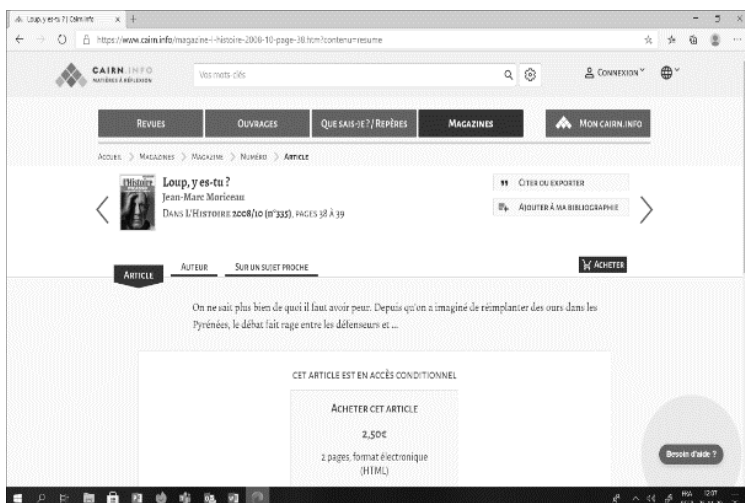 Loup, y es-tu ? | Cairn.info
https://www.cairn.info/magazine-l-histoire-2008-10-page-38.htm?contenu=resume
CAIRN.INFO
MATIÈRES À RÉFLEXION
Vos mots-clés
CONNEXION
REVUES
OUVRAGES
QUE SAIS-JE ? / REPÈRES
MAGAZINES
MON CAIRN.INFO
ACCUEIL > MAGAZINES > MAGAZINE > NUMÉRO > ARTICLE
l'Histoire
Loup, y es-tu ?
Jean-Marc Moriceau
DANS L'HISTOIRE 2008/10 (N°335), PAGES 38 À 39
CITER OU EXPORTER
AJOUTER À MA BIBLIOGRAPHIE
ARTICLE
AUTEUR
SUR UN SUJET PROCHE
ACHETER
On ne sait plus bien de quoi il faut avoir peur. Depuis qu'on a imaginé de réimplanter des ours dans les
Pyrénées, le débat fait rage entre les défenseurs et ...
CET ARTICLE EST EN ACCÈS CONDITIONNEL
ACHETER CET ARTICLE
2,50€
2 pages, format électronique
(HTML)
Besoin d'aide ?
FRA
12:07